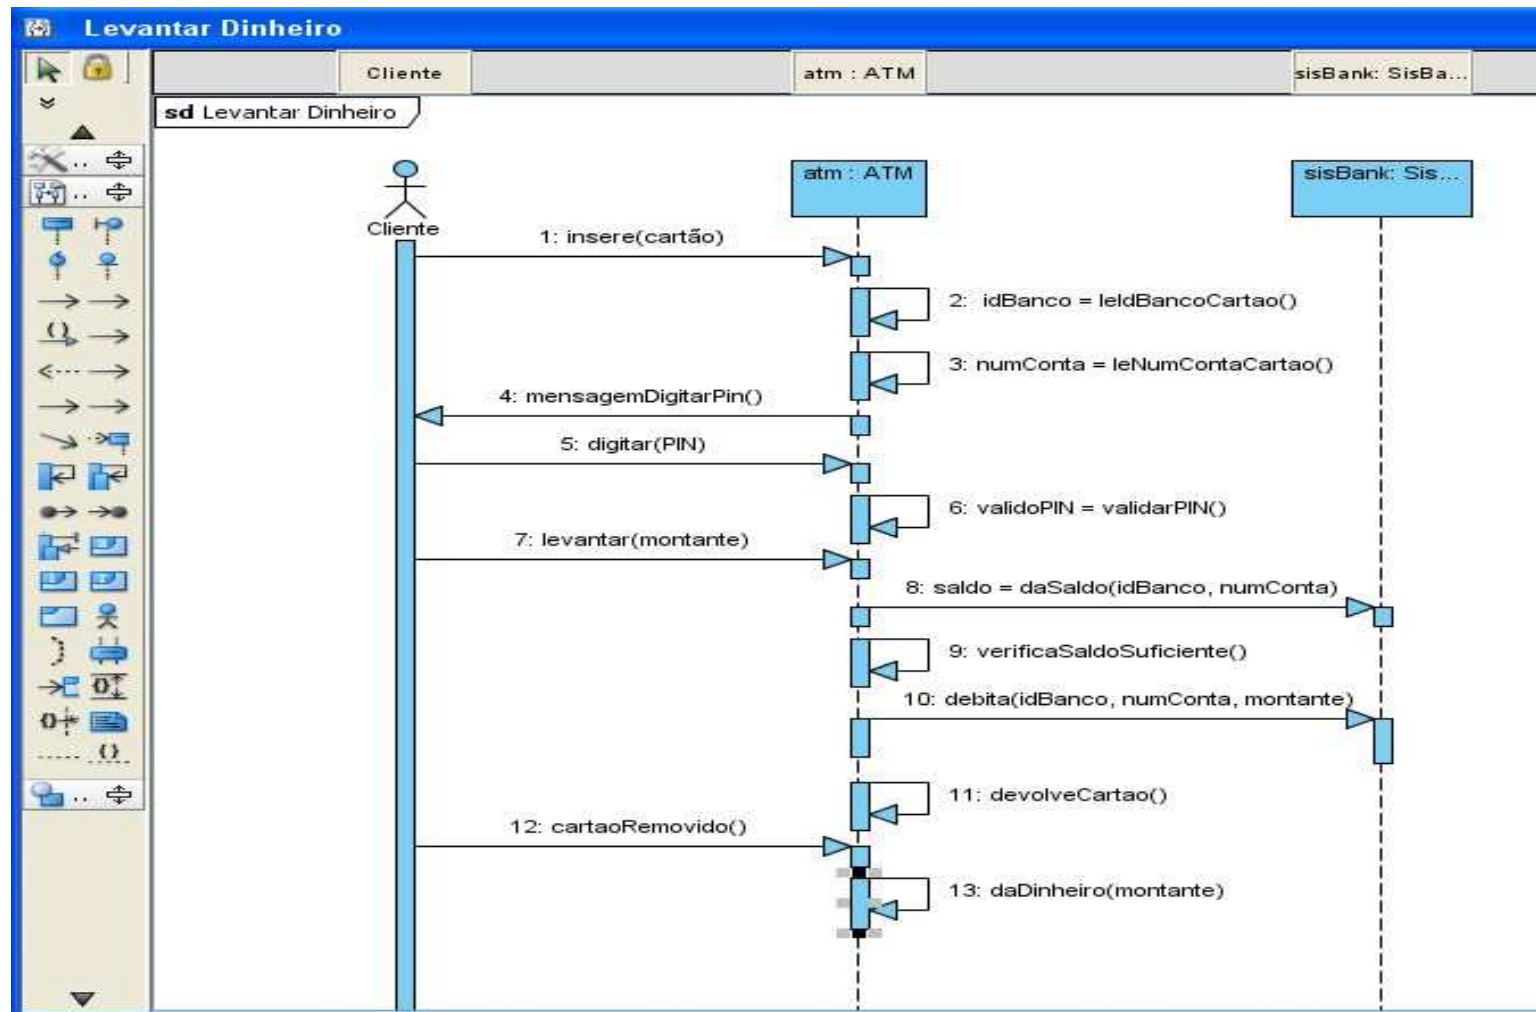 Levantar Dinheiro
Cliente
atm : ATM
sisBank: SisBa...
sd Levantar Dinheiro
atm : ATM
sisBank: Sis...
Cliente
1: insere(cartão)
2: idBanco = leIdBancoCartao()
3: numConta = leNumContaCartao()
4: mensagemDigitarPin()
5: digitar(PIN)
6: validoPIN = validarPIN()
7: levantar(montante)
8: saldo = daSaldo(idBanco, numConta)
9: verificaSaldoSuficiente()
10: debita(idBanco, numConta, montante)
11: devolveCartao()
12: cartaoRemovido()
13: daDinheiro(montante)